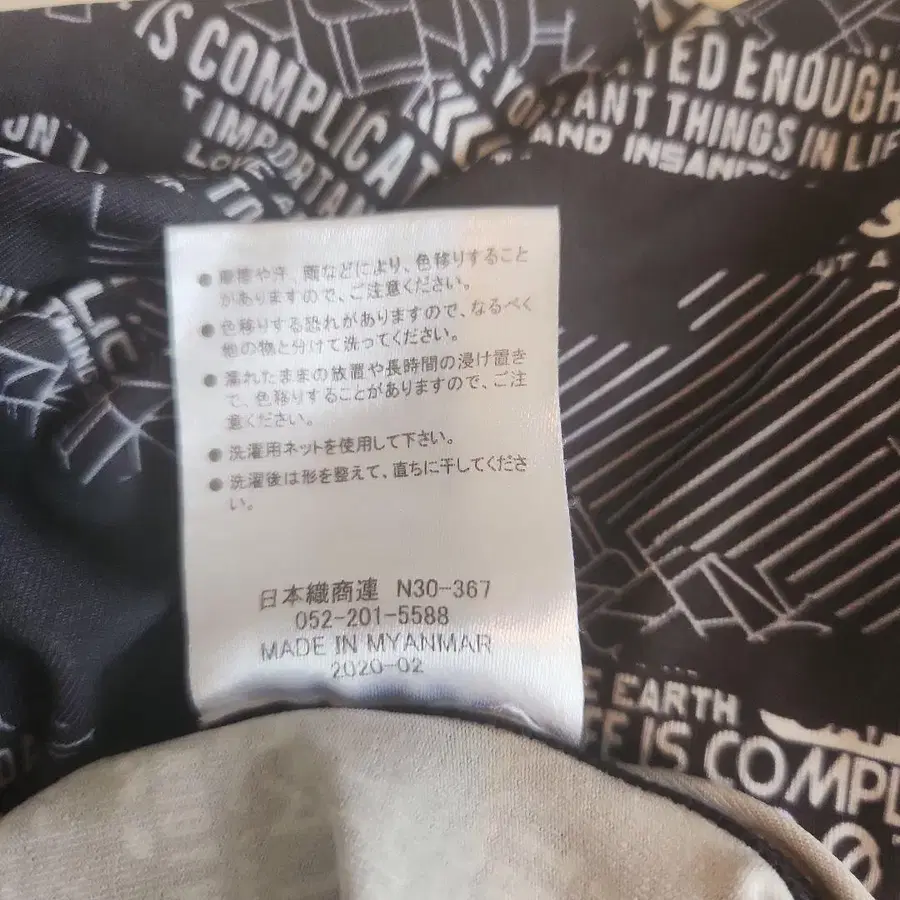 IS COMPLICAT
TED ENOUGH
IMPORTAN
ANT THINGS IN LIFE
LOVE
AND INSANITY
● 摩擦や汗、雨などにより、色移りすること
がありますので、ご注意ください。
● 色移りする恐れがありますので、なるべく
他の物と分けて洗ってください。
● 濡れたままの放置や長時間の浸け置き
で、色移りすることがありますので、ご注
意ください。
● 洗濯用ネットを使用して下さい。
● 洗濯後は形を整えて、直ちに干してくださ
い。
日本織商連 N30-367
052-201-5588
MADE IN MYANMAR
2020-02
EARTH
IS COMPL